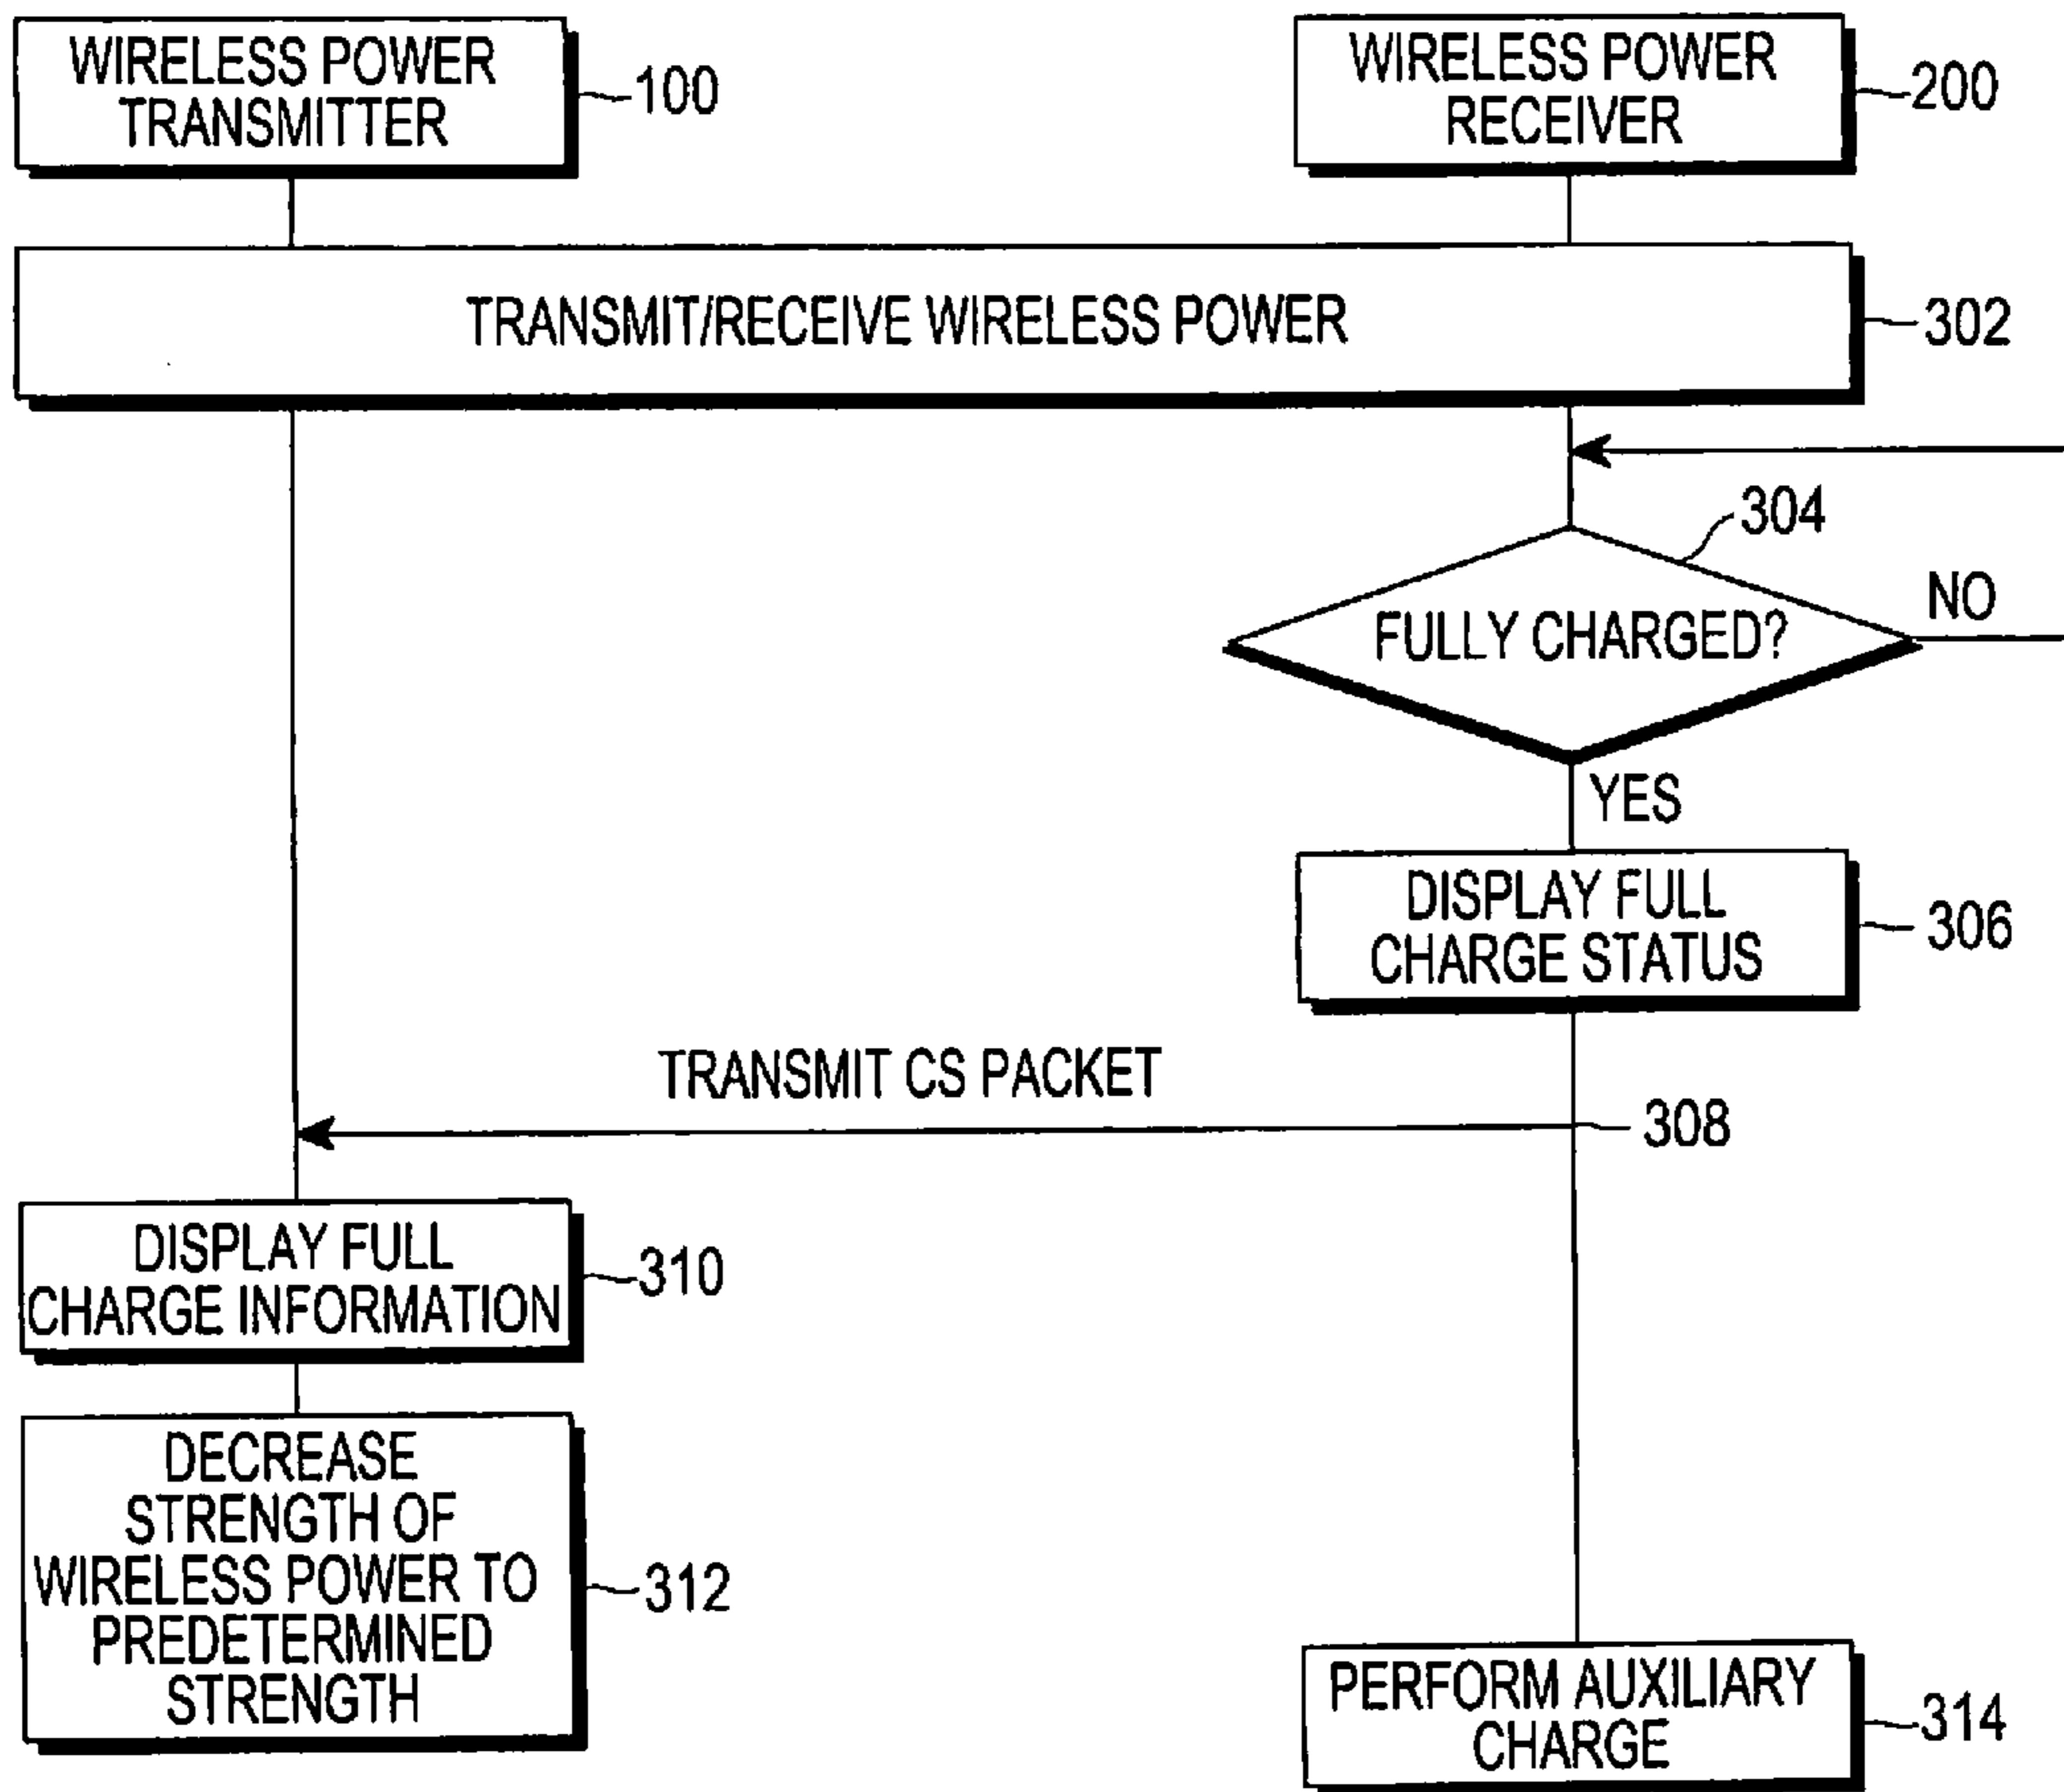 WIRELESS POWER
TRANSMITTER
100
WIRELESS POWER
RECEIVER
200
TRANSMIT/RECEIVE WIRELESS POWER
302
304
FULLY CHARGED?
NO
YES
DISPLAY FULL
CHARGE STATUS
306
TRANSMIT CS PACKET
308
DISPLAY FULL
CHARGE INFORMATION
310
DECREASE
STRENGTH OF
WIRELESS POWER TO
PREDETERMINED
STRENGTH
312
PERFORM AUXILIARY
CHARGE
314